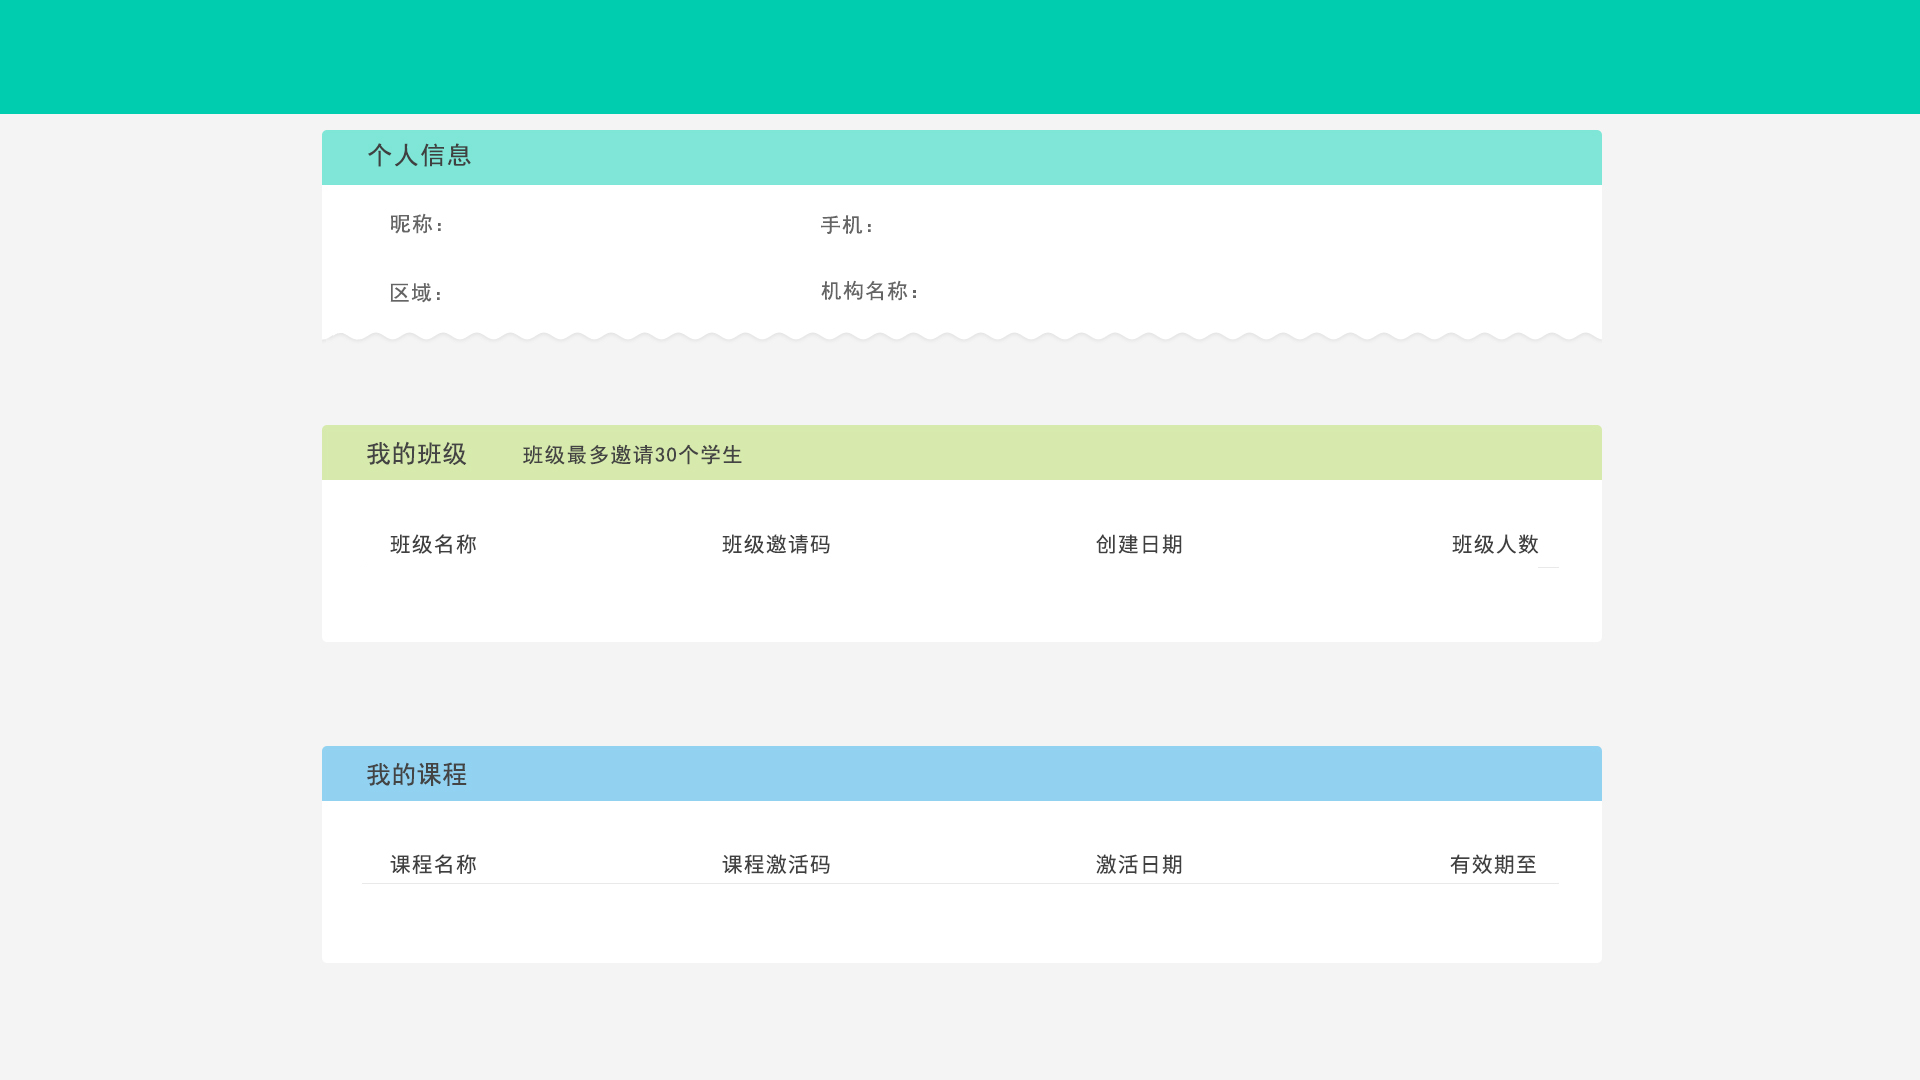 个人信息
昵称： 手机：
区域： 机构名称：
我的班级 班级最多邀请30个学生
班级名称 班级邀请码 创建日期 班级人数
我的课程
课程名称 课程激活码 激活日期 有效期至